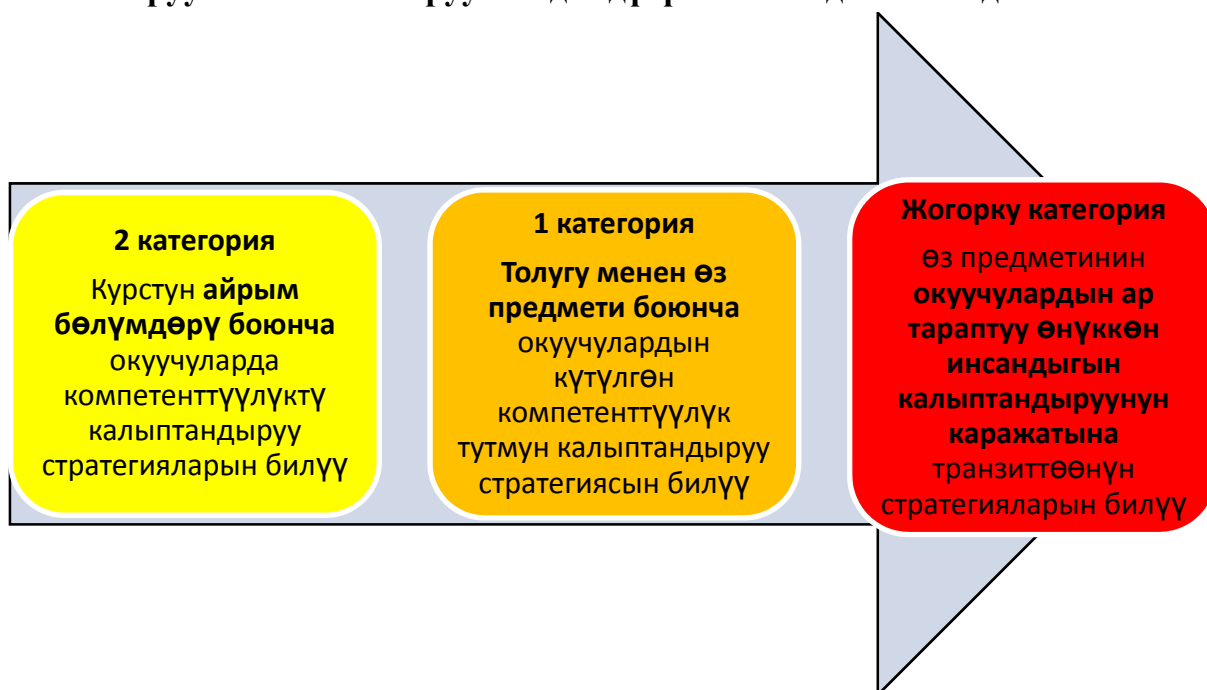 2 категория
Курстун айрым
бөлүмдөрү боюнча
окуучуларда
компетенттүүлүктү
калыптандыруу
стратегияларын билүү
1 категория
Толугу менен өз
предмети боюнча
окуучулардын
күтүлгөн
компетенттүүлүк
тутмун калыптандыруу
стратегиясын билүү
Жогорку категория
өз предметинин
окуучулардын ар
тараптуу өнүккөн
инсандыгын
калыптандыруунун
каражатына
транзиттөөнүн
стратегияларын билүү